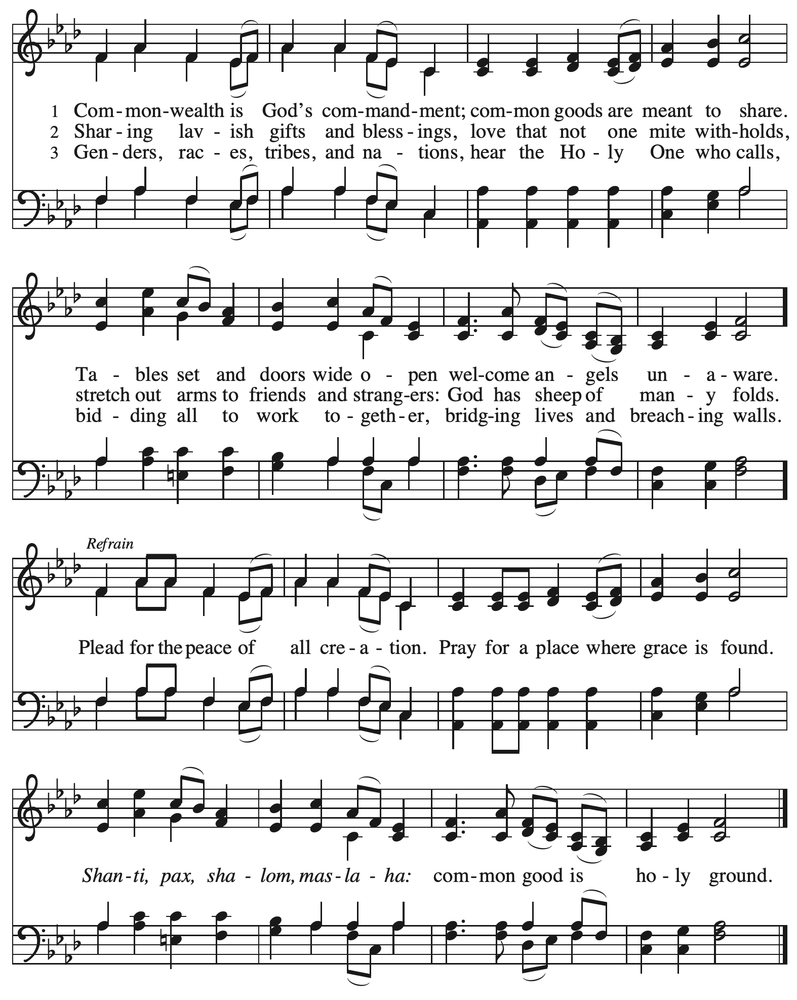 1 Com-mon-wealth is God’s com-mand-ment; com-mon goods are meant to share.
2 Shar-ing lav-ish gifts and bless-ings, love that not one mite with-holds,
3 Gen-ders, rac-es, tribes, and na-tions, hear the Ho-ly One who calls,
Ta-bles set and doors wide o-pen wel-come an-gels un-a-ware.
stretch out arms to friends and strang-ers: God has sheep of man-y folds.
bid-ding all to work to-geth-er, bridg-ing lives and breach-ing walls.
Refrain
Plead for the peace of all cre-a-tion. Pray for a place where grace is found.
Shan-ti, pax, sha-lom, mas-la-ha: com-mon good is ho-ly ground.